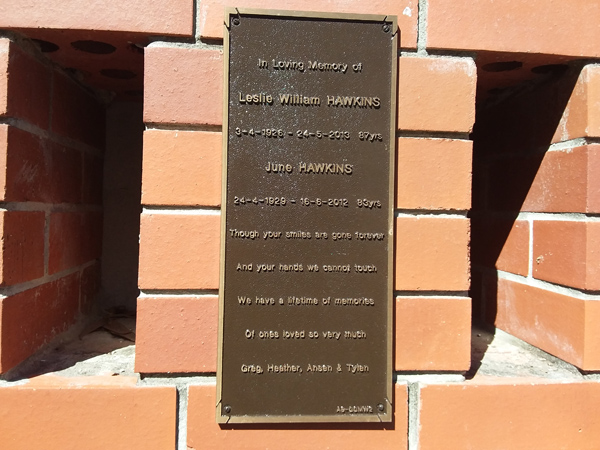 In Loving Memory of
Leslie William HAWKINS
3-4-1926 - 24-5-2013 87yrs
June HAWKINS
24-4-1929 - 16-6-2012 83yrs
Though your smiles are gone forever
And your hands we cannot touch
We have a lifetime of memories
Of ones loved so very much
Greg, Heather, Ansen & Tylen